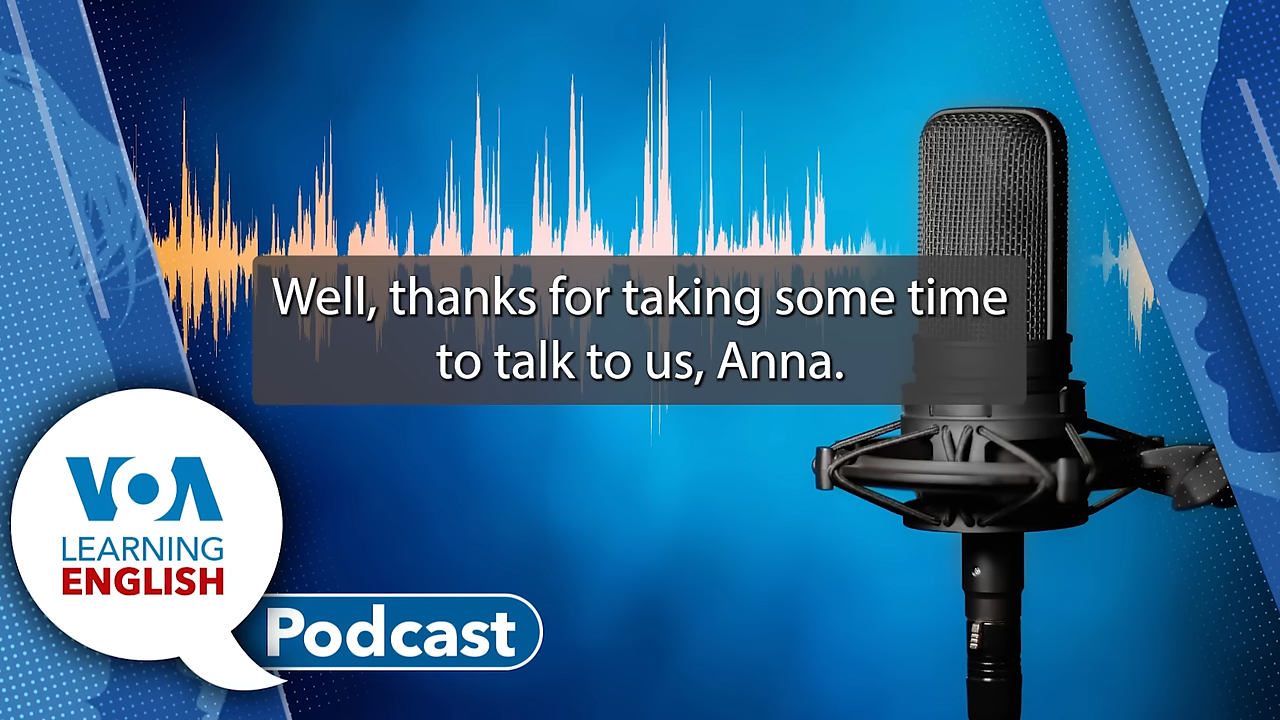 Well, thanks for taking some time
to talk to us, Anna.
VOA
LEARNING
ENGLISH
Podcast